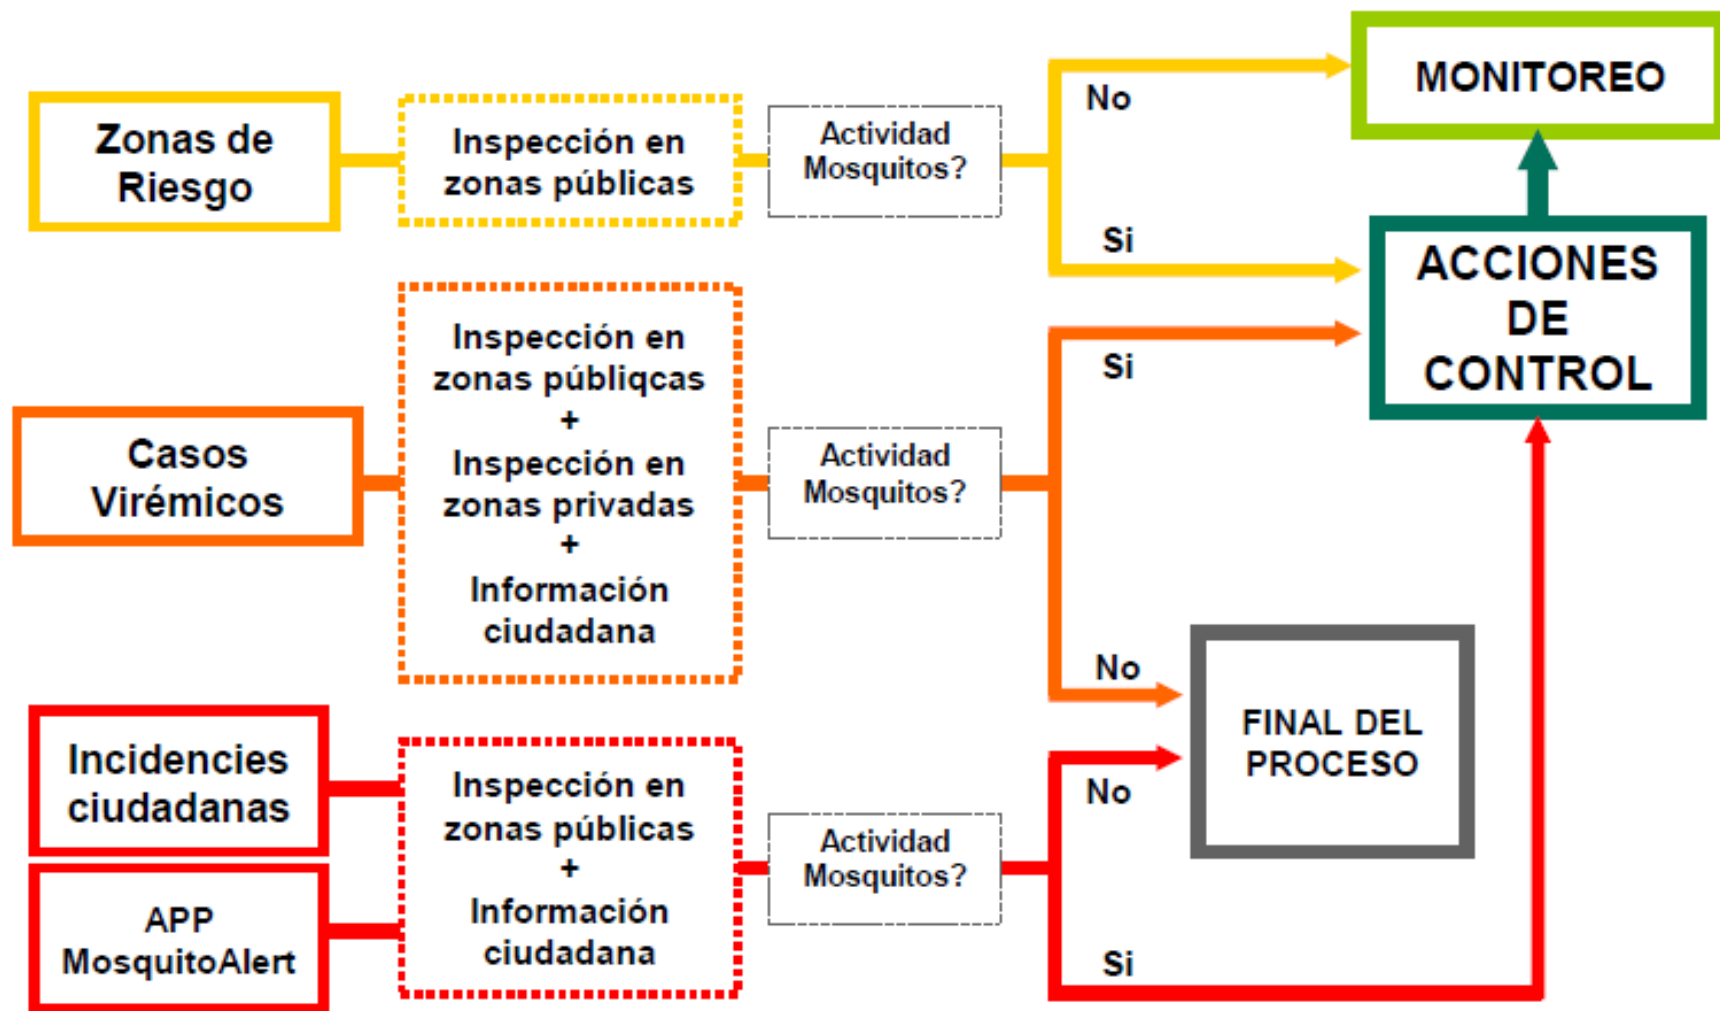 Zonas de
Riesgo
Inspección en
zonas públicas
Actividad
Mosquitos?
No
Si
MONITOREO
ACCIONES
DE
CONTROL
Casos
Virémicos
Inspección en
zonas públiqcas
+
Inspección en
zonas privadas
+
Información
ciudadana
Actividad
Mosquitos?
Si
No
FINAL DEL
PROCESO
Incidencies
ciudadanas
APP
MosquitoAlert
Inspección en
zonas públicas
+
Información
ciudadana
Actividad
Mosquitos?
No
Si